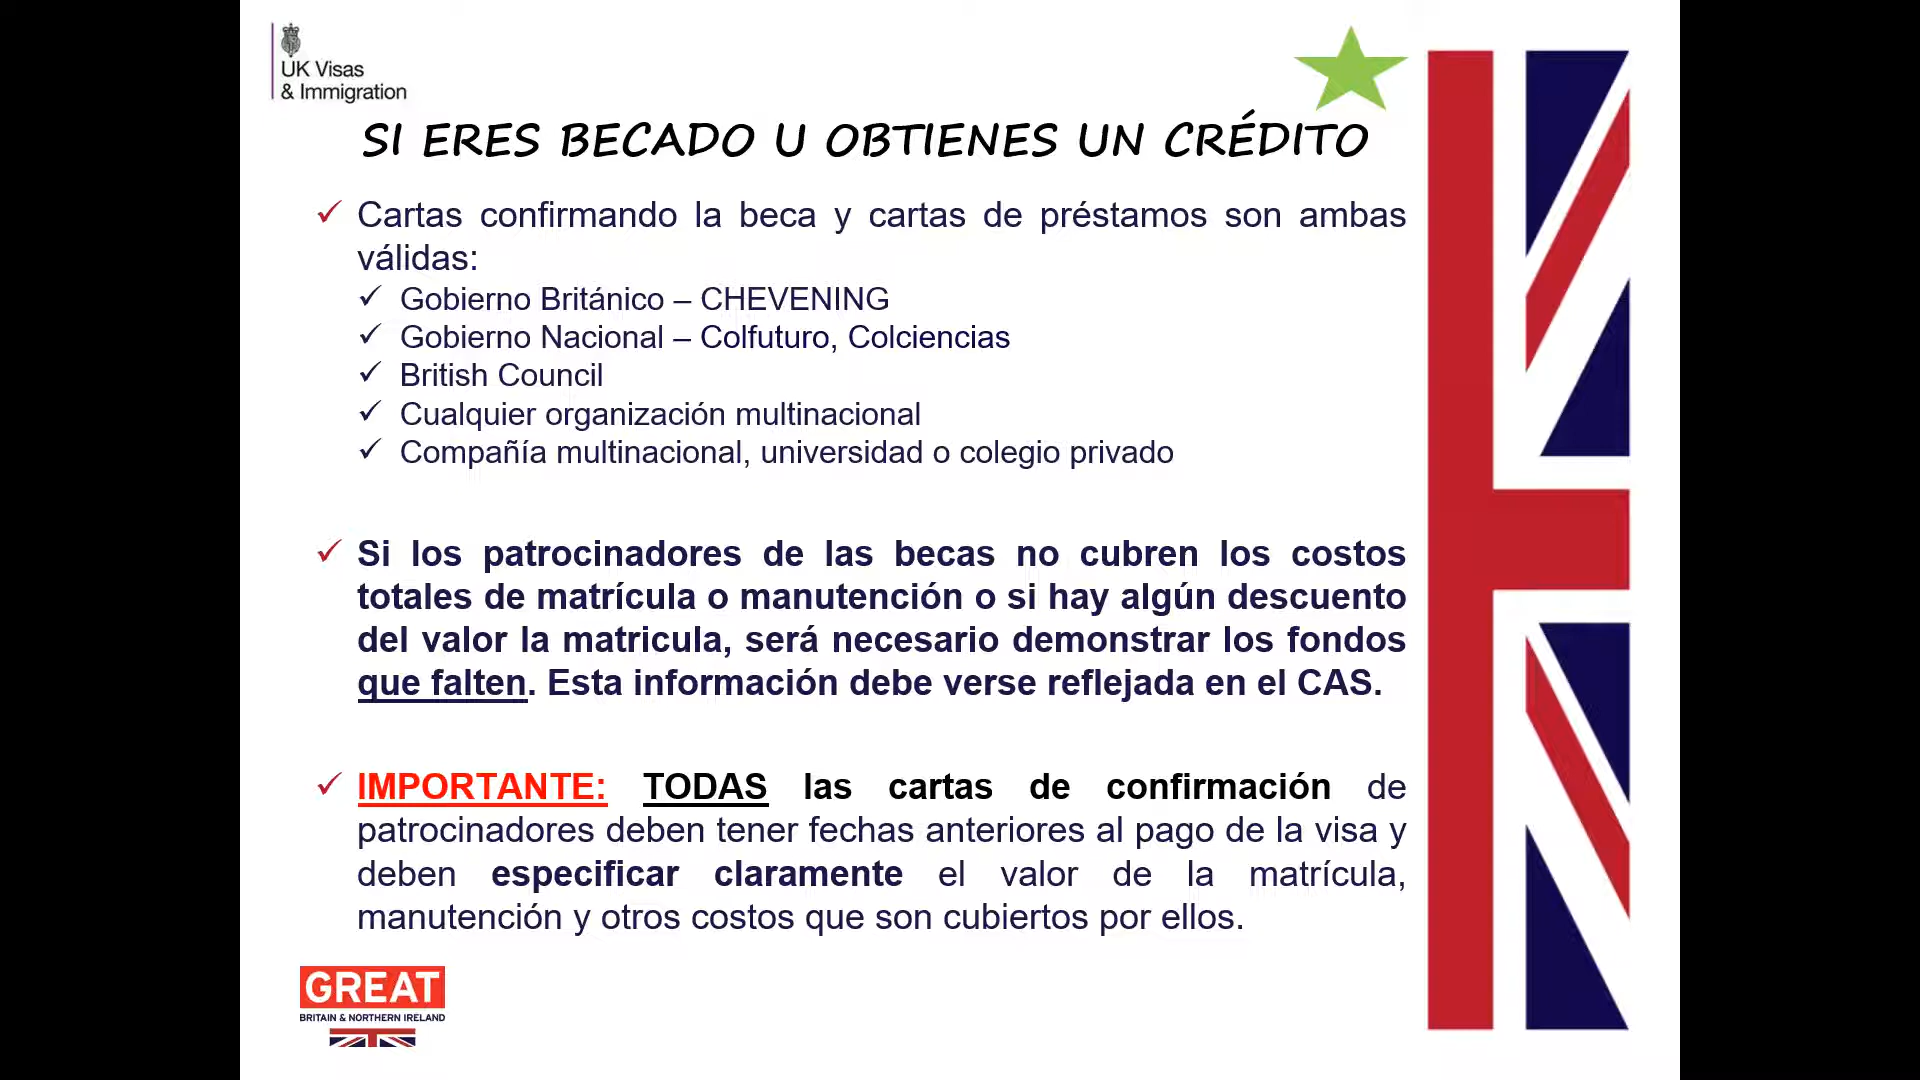 UK Visas
& Immigration
SI ERES BECADO U OBTIENES UN CRÉDITO
✓ Cartas confirmando la beca y cartas de préstamos son ambas
válidas:
✓ Gobierno Británico – CHEVENING
✓ Gobierno Nacional – Colfuturo, Colciencias
✓ British Council
✓ Cualquier organización multinacional
✓ Compañía multinacional, universidad o colegio privado
✓ Si los patrocinadores de las becas no cubren los costos
totales de matrícula o manutención o si hay algún descuento
del valor la matricula, será necesario demonstrar los fondos
que falten. Esta información debe verse reflejada en el CAS.
✓ IMPORTANTE: TODAS las cartas de confirmación de
patrocinadores deben tener fechas anteriores al pago de la visa y
deben especificar claramente el valor de la matrícula,
manutención y otros costos que son cubiertos por ellos.
GREAT
BRITAIN & NORTHERN IRELAND